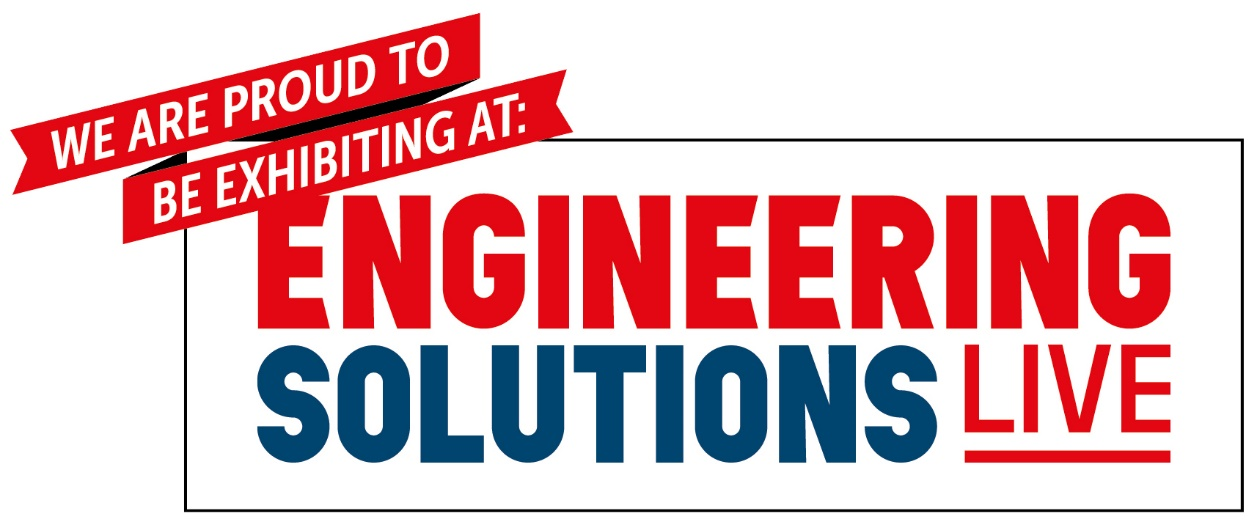 WE ARE PROUD TO
BE EXHIBITING AT:
ENGINEERING
SOLUTIONS LIVE